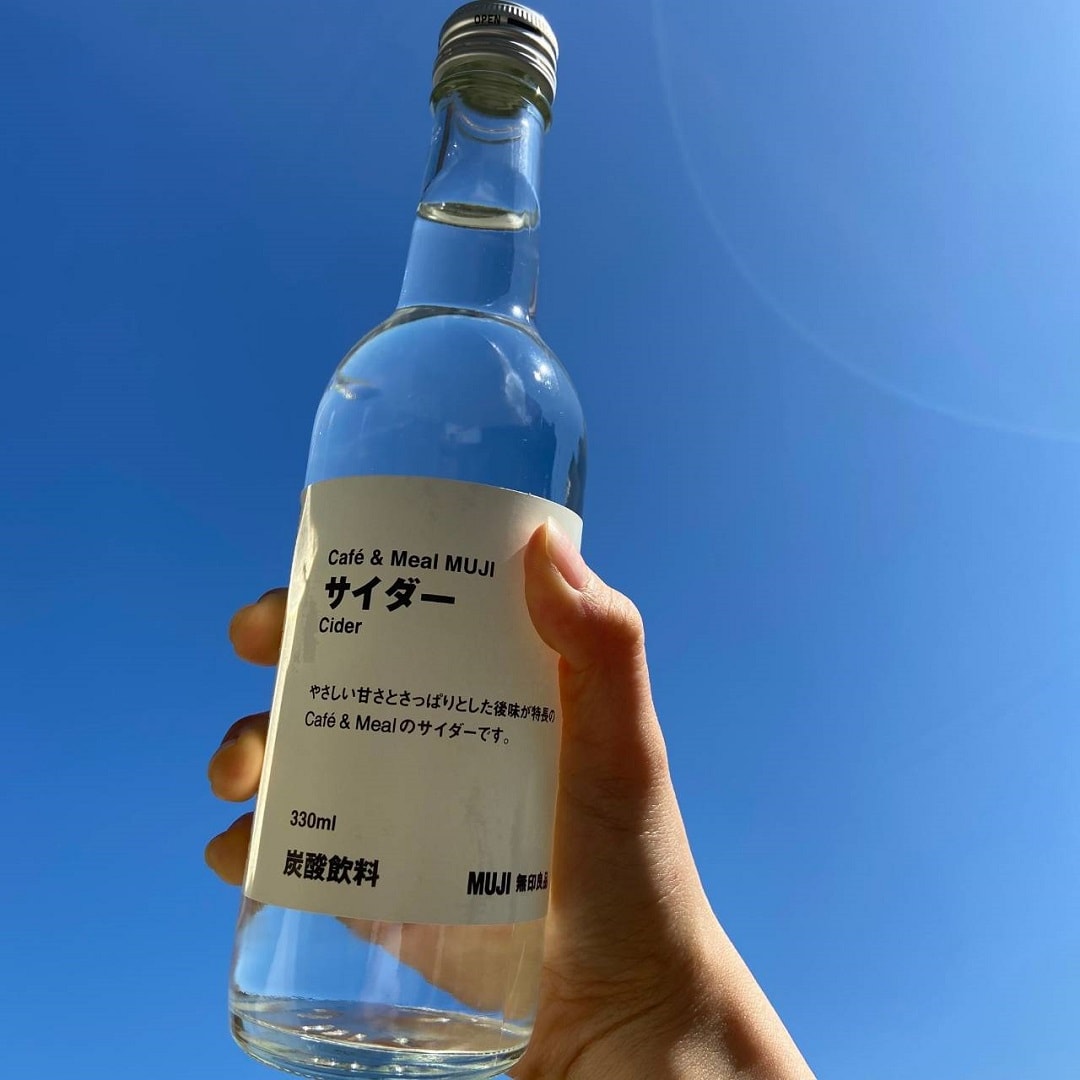 OPEN
Café & Meal MUJI
サイダー
Cider
やさしい甘さとさっぱりとした後味が特長の
Café & Mealのサイダーです。
330ml
炭酸飲料
MUJI 無印良品